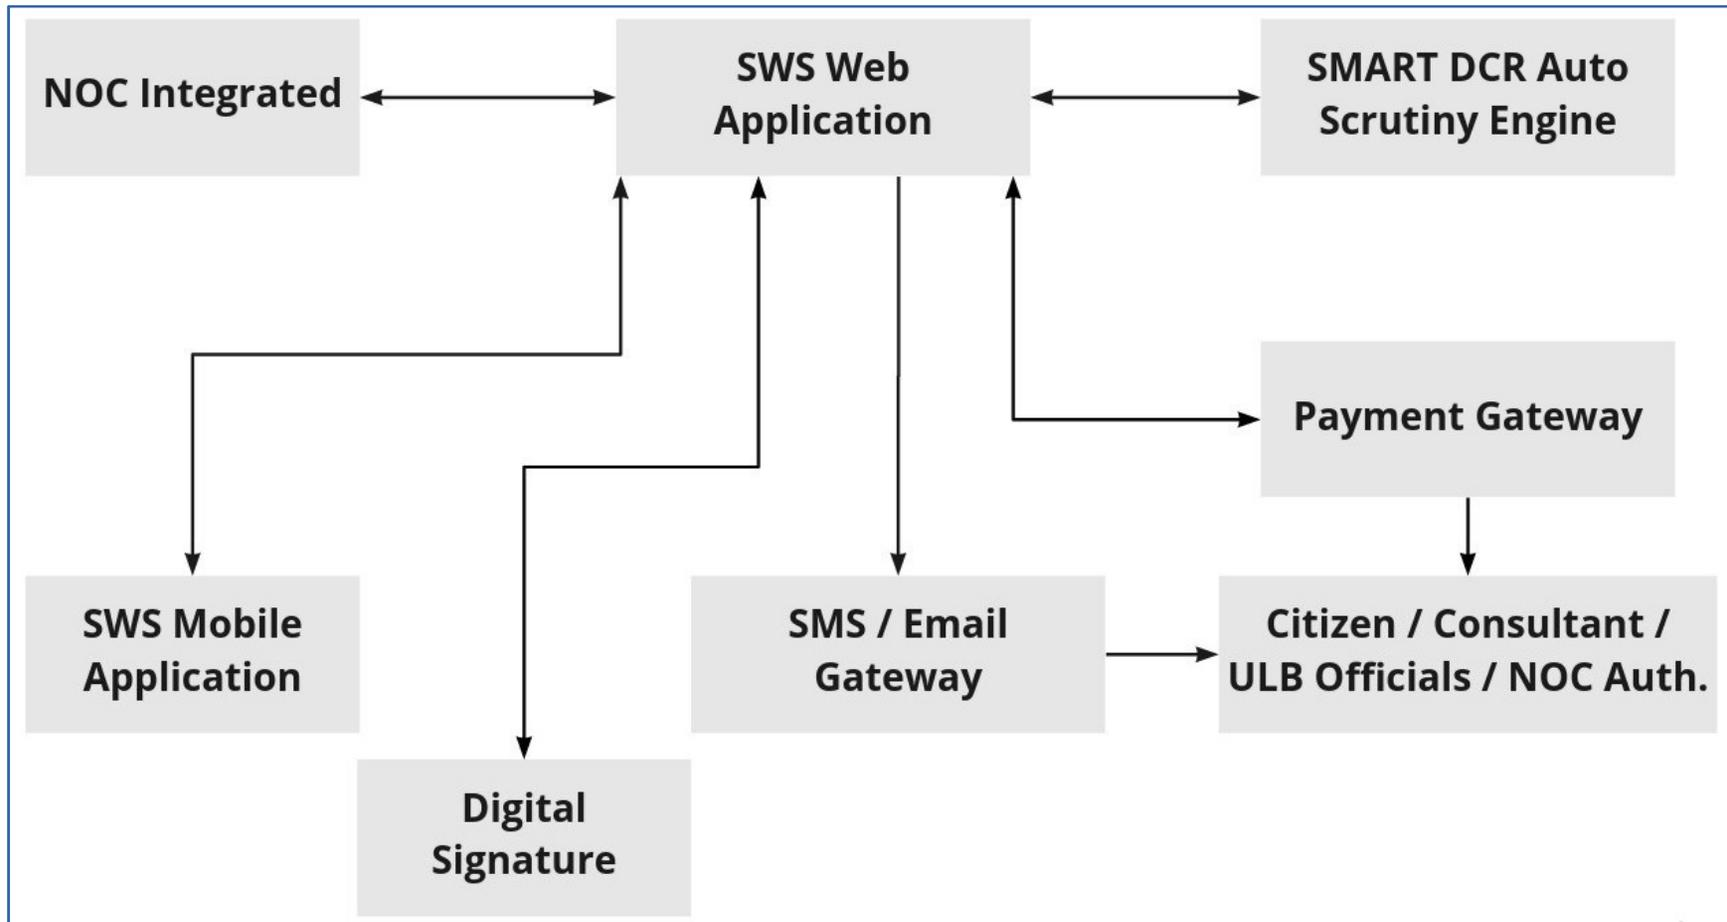 NOC Integrated
SWS Web
Application
SMART DCR Auto
Scrutiny Engine
Payment Gateway
SWS Mobile
Application
SMS / Email
Gateway
Citizen / Consultant /
ULB Officials / NOC Auth.
Digital
Signature